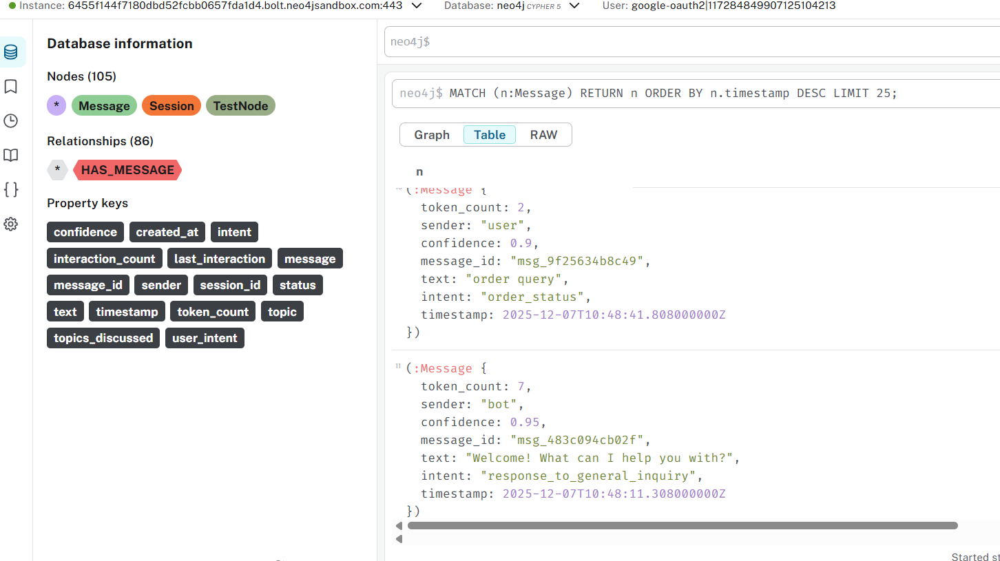 Instance: 6455f144f7180dbd52fcbb0657fda1d4.bolt.neo4jsandbox.com:443 Database: neo4j CYPHER 5 User: google-oauth2|117284849907125104213
Database information
Nodes (105)
* Message Session TestNode
Relationships (86)
* HAS_MESSAGE
Property keys
confidence created_at intent
interaction_count last_interaction message
message_id sender session_id status
text timestamp token_count topic
topics_discussed user_intent
neo4j$
neo4j$ MATCH (n:Message) RETURN n ORDER BY n.timestamp DESC LIMIT 25;
Graph Table RAW
n
(:Message {
token_count: 2,
sender: "user",
confidence: 0.9,
message_id: "msg_9f25634b8c49",
text: "order query",
intent: "order_status",
timestamp: 2025-12-07T10:48:41.808000000Z
})
11 (:Message {
token_count: 7,
sender: "bot",
confidence: 0.95,
message_id: "msg_483c094cb02f",
text: "Welcome! What can I help you with?",
intent: "response_to_general_inquiry",
timestamp: 2025-12-07T10:48:11.308000000Z
})
Started st